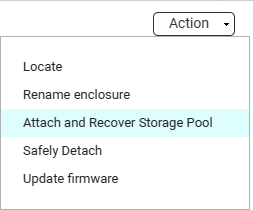 Action
Locate
Rename enclosure
Attach and Recover Storage Pool
Safely Detach
Update firmware